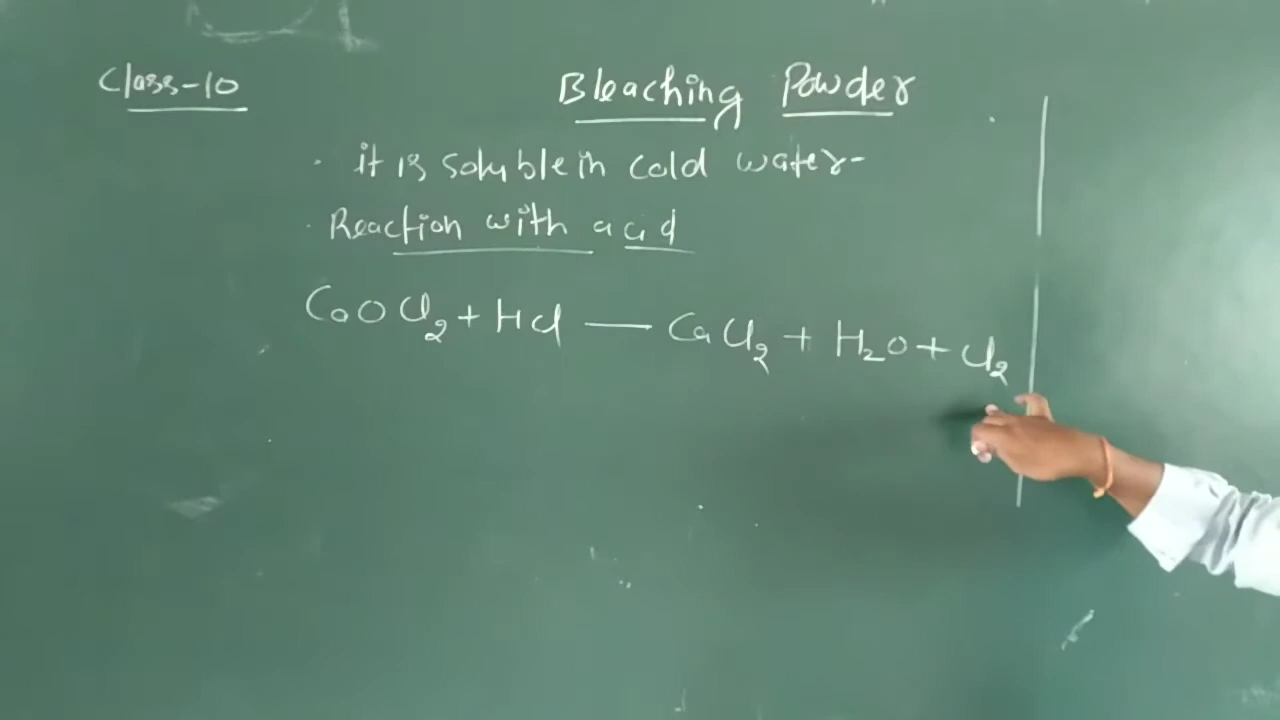 Class-10
Bleaching Powder
· it is soluble in cold water-
· Reaction with acid
CaOCl₂ + HCl — CaCl₂ + H₂O + Cl₂